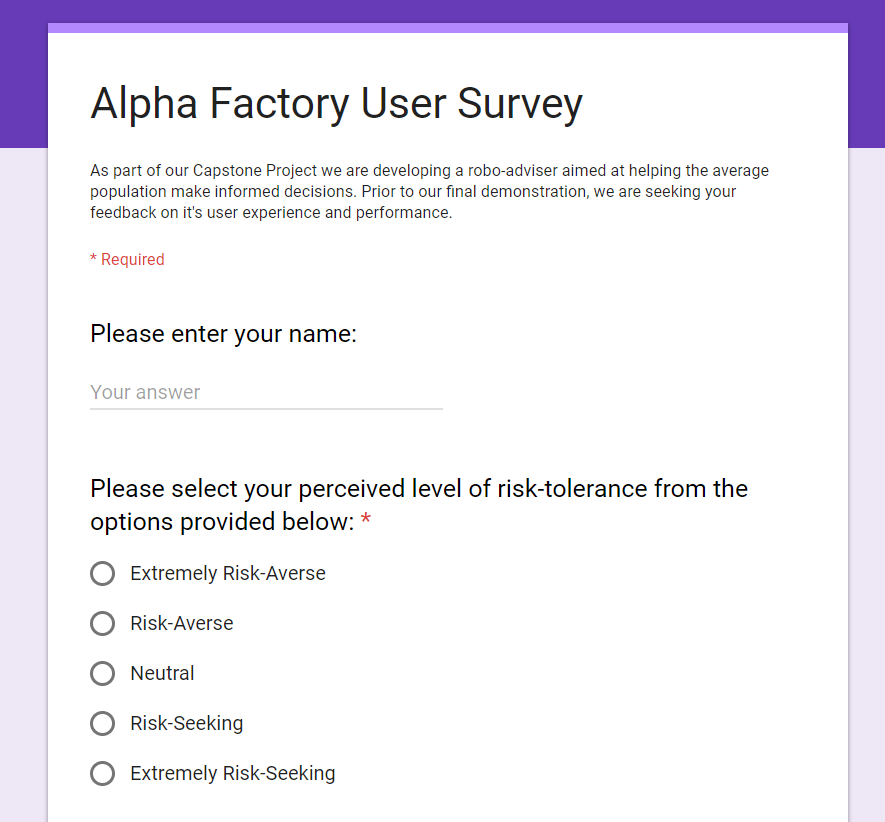 Alpha Factory User Survey
As part of our Capstone Project we are developing a robo-adviser aimed at helping the average
population make informed decisions. Prior to our final demonstration, we are seeking your
feedback on it's user experience and performance.
* Required
Please enter your name:
Your answer
Please select your perceived level of risk-tolerance from the
options provided below: *
Extremely Risk-Averse
Risk-Averse
Neutral
Risk-Seeking
Extremely Risk-Seeking